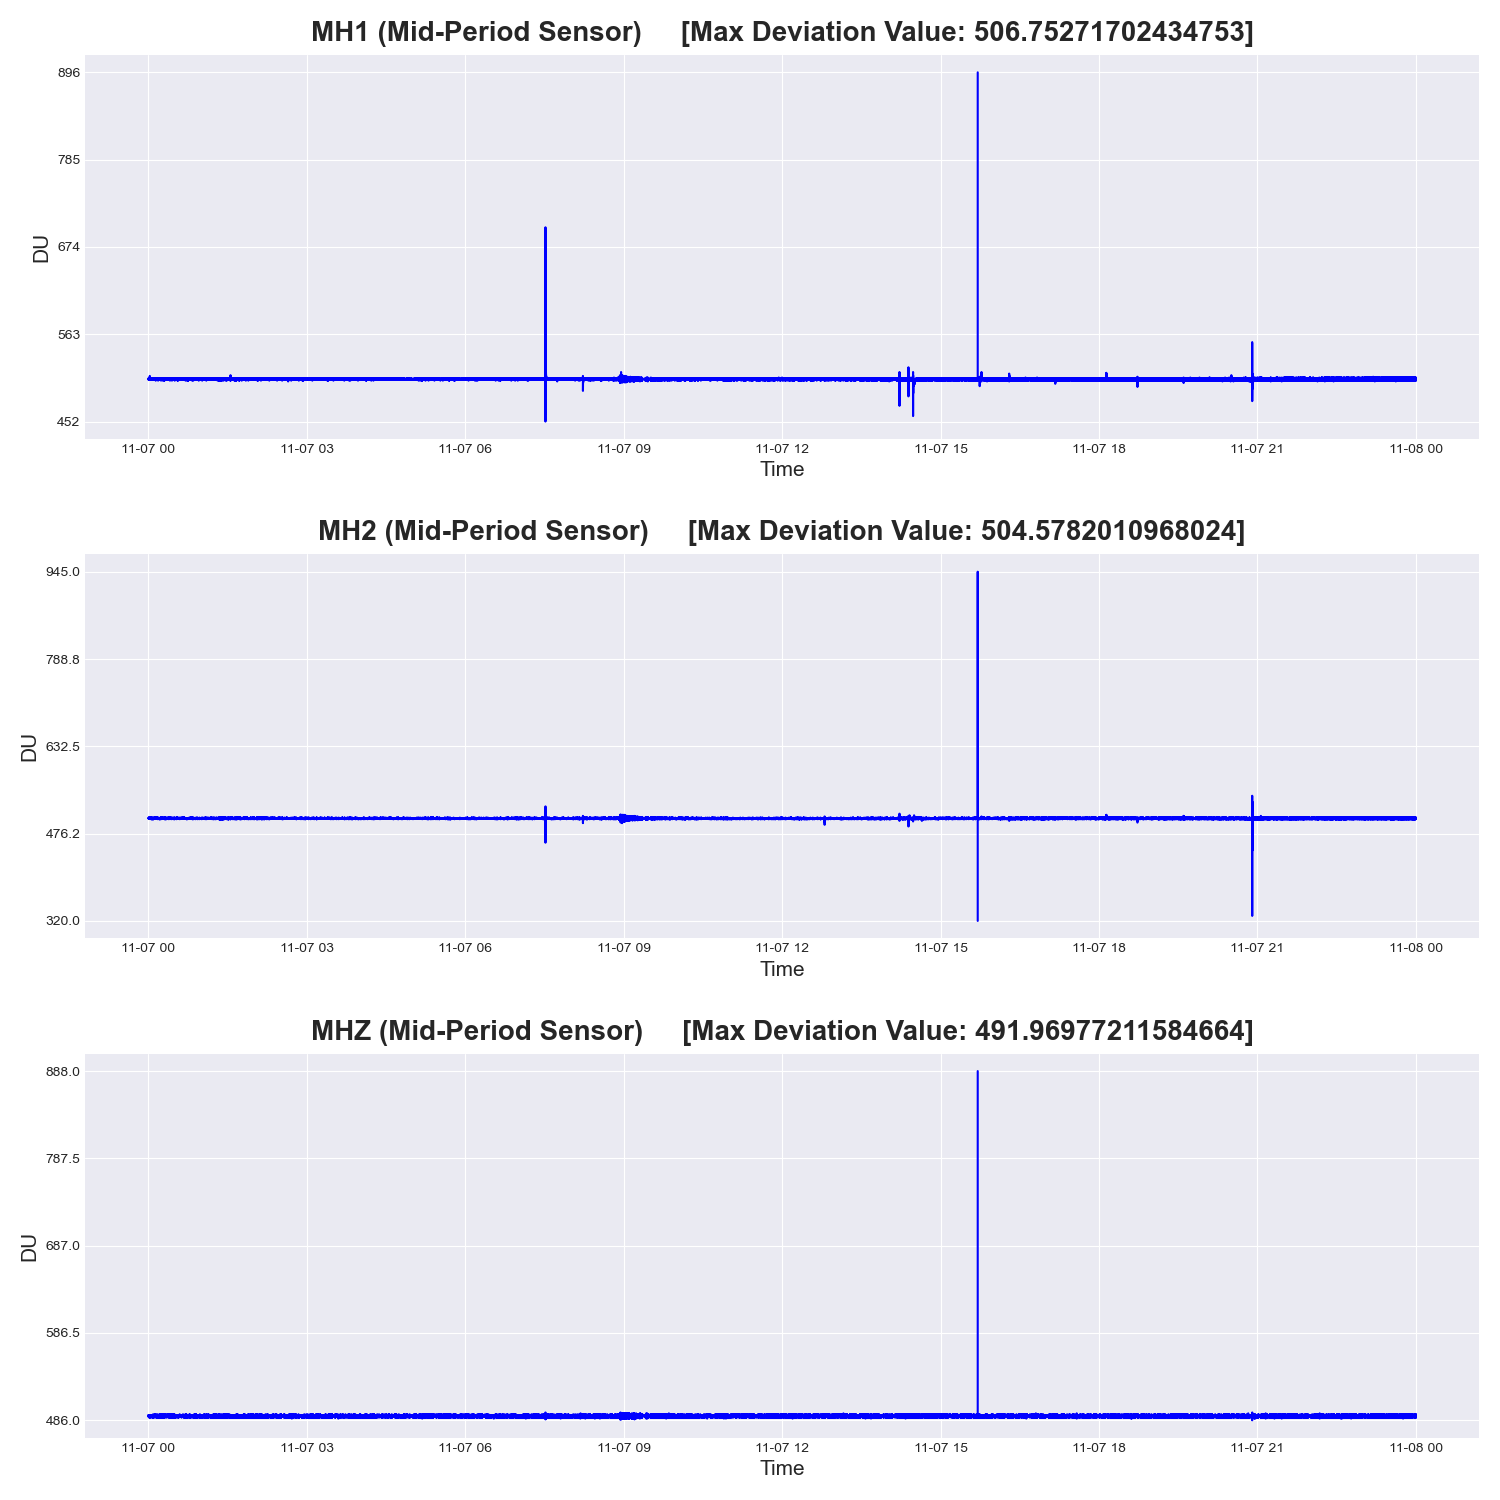 MH1 (Mid-Period Sensor) [Max Deviation Value: 506.75271702434753]
896
785
674
563
452
DU
11-07 00 11-07 03 11-07 06 11-07 09 11-07 12 11-07 15 11-07 18 11-07 21 11-08 00
Time
MH2 (Mid-Period Sensor) [Max Deviation Value: 504.5782010968024]
945.0
788.8
632.5
476.2
320.0
DU
11-07 00 11-07 03 11-07 06 11-07 09 11-07 12 11-07 15 11-07 18 11-07 21 11-08 00
Time
MHZ (Mid-Period Sensor) [Max Deviation Value: 491.96977211584664]
888.0
787.5
687.0
586.5
486.0
DU
11-07 00 11-07 03 11-07 06 11-07 09 11-07 12 11-07 15 11-07 18 11-07 21 11-08 00
Time